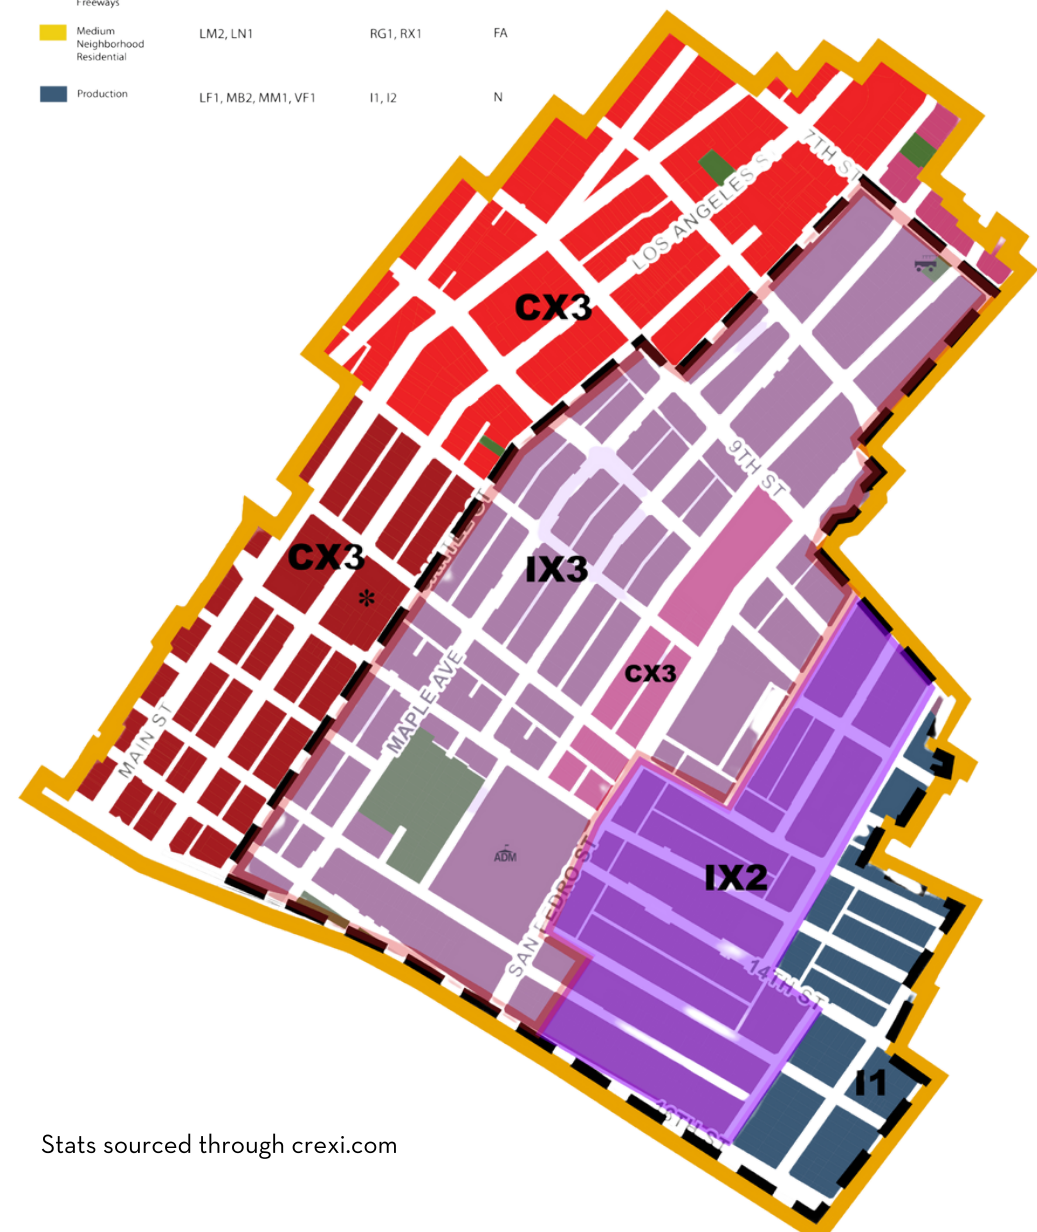 Freeways
Medium
Neighborhood
Residential
LM2, LN1
RG1, RX1
FA
Production
LF1, MB2, MM1, VF1
I1, I2
N
7TH ST
LOS ANGELES S
CX3
9TH ST
CX3
*
IX3
CX3
MAPLE AVE
MAIN ST
ADM
IX2
SAN PEDRO ST
14TH ST
I1
Stats sourced through crexi.com